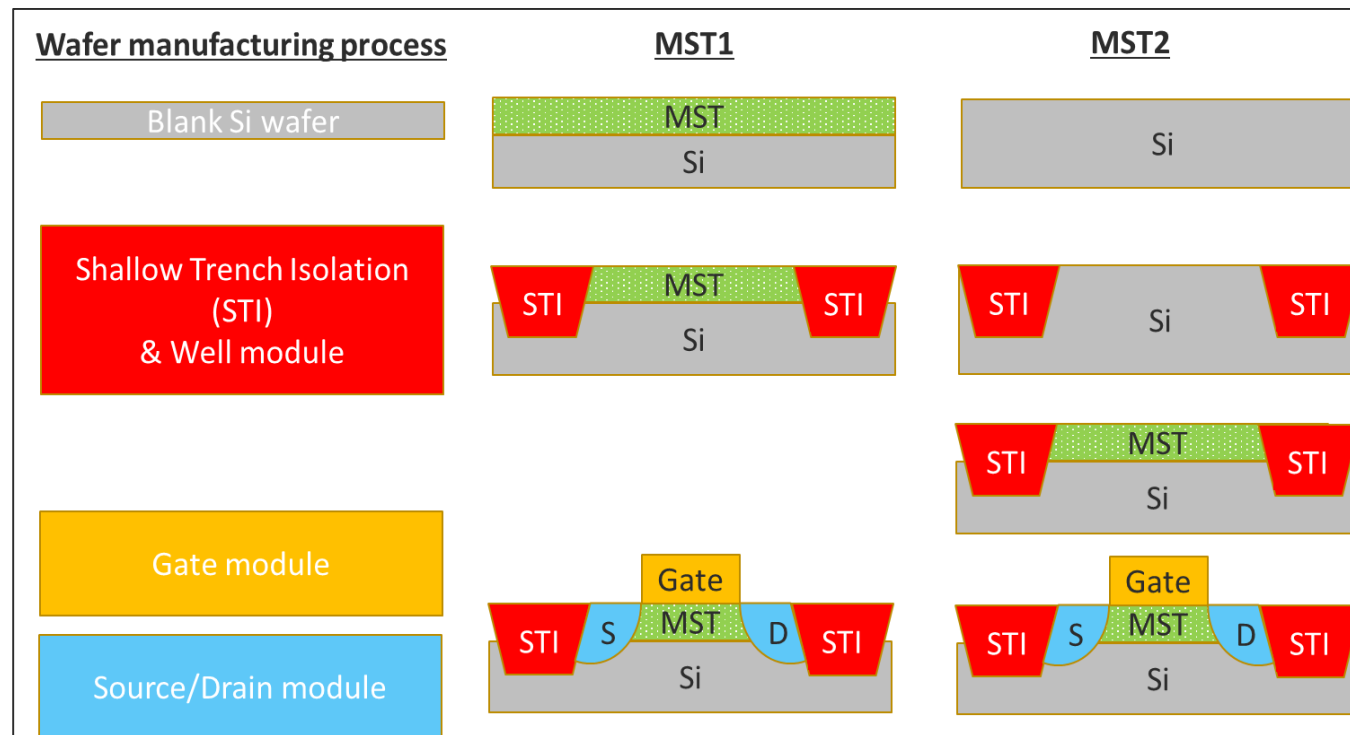 Wafer manufacturing process
MST1
MST2
Blank Si wafer
MST
Si
Si
Shallow Trench Isolation
(STI)
& Well module
STI
MST
STI
Si
STI
Si
STI
STI
MST
STI
Si
Gate module
Gate
STI
S
MST
D
STI
Si
Gate
STI
S
MST
D
STI
Si
Source/Drain module